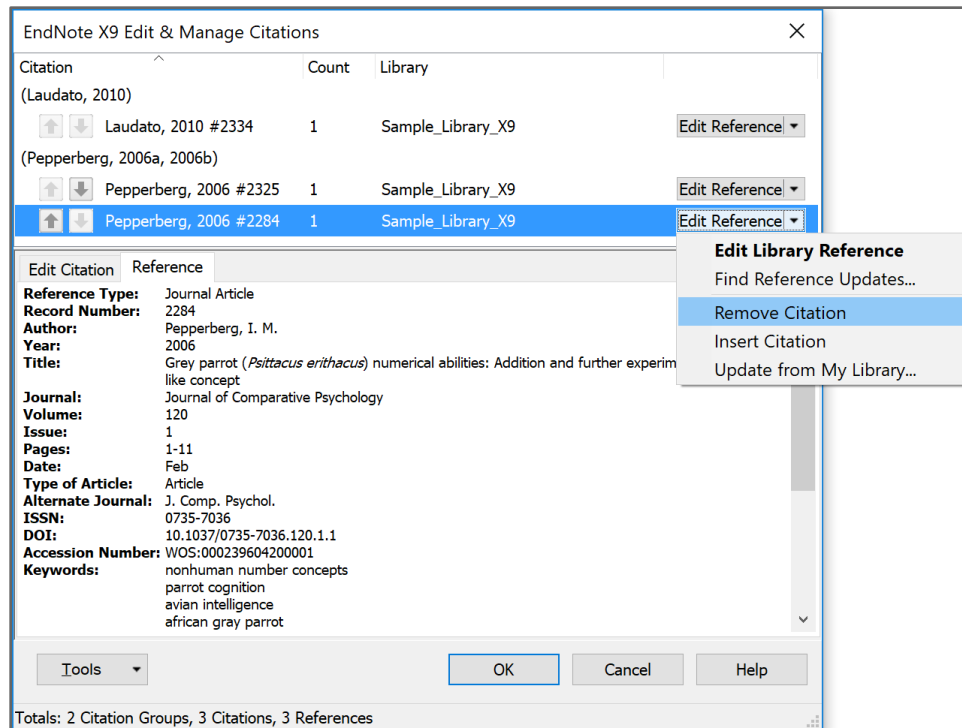 EndNote X9 Edit & Manage Citations
Citation Count Library
(Laudato, 2010)
Laudato, 2010 #2334 1 Sample_Library_X9 Edit Reference
(Pepperberg, 2006a, 2006b)
Pepperberg, 2006 #2325 1 Sample_Library_X9 Edit Reference
Pepperberg, 2006 #2284 1 Sample_Library_X9 Edit Reference
Edit Library Reference
Find Reference Updates...
Remove Citation
Insert Citation
Update from My Library...
Edit Citation Reference
Reference Type: Journal Article
Record Number: 2284
Author: Pepperberg, I. M.
Year: 2006
Title: Grey parrot (Psittacus erithacus) numerical abilities: Addition and further experim
like concept
Journal: Journal of Comparative Psychology
Volume: 120
Issue: 1
Pages: 1-11
Date: Feb
Type of Article: Article
Alternate Journal: J. Comp. Psychol.
ISSN: 0735-7036
DOI: 10.1037/0735-7036.120.1.1
Accession Number: WOS:000239604200001
Keywords: nonhuman number concepts
parrot cognition
avian intelligence
african gray parrot
Tools OK Cancel Help
Totals: 2 Citation Groups, 3 Citations, 3 References